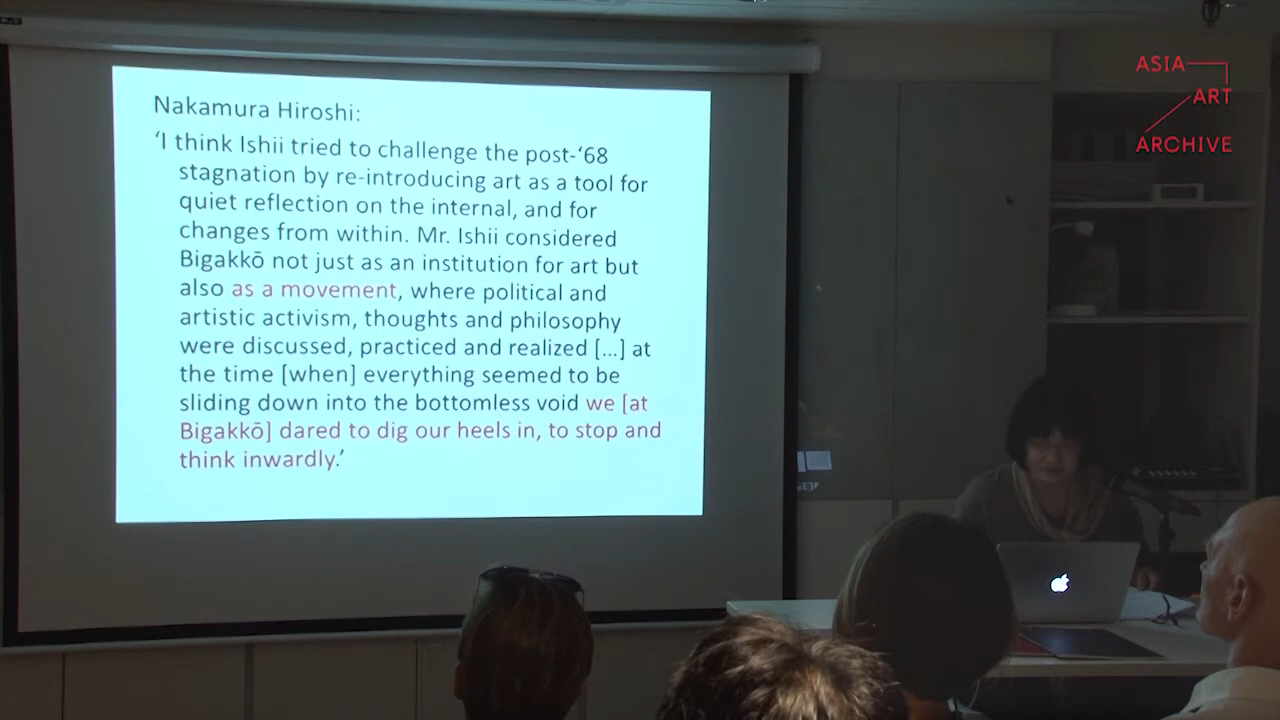 Nakamura Hiroshi:
‘I think Ishii tried to challenge the post-‘68
stagnation by re-introducing art as a tool for
quiet reflection on the internal, and for
changes from within. Mr. Ishii considered
Bigakkō not just as an institution for art but
also as a movement, where political and
artistic activism, thoughts and philosophy
were discussed, practiced and realized […] at
the time [when] everything seemed to be
sliding down into the bottomless void we [at
Bigakkō] dared to dig our heels in, to stop and
think inwardly.’
ASIA
ART
ARCHIVE